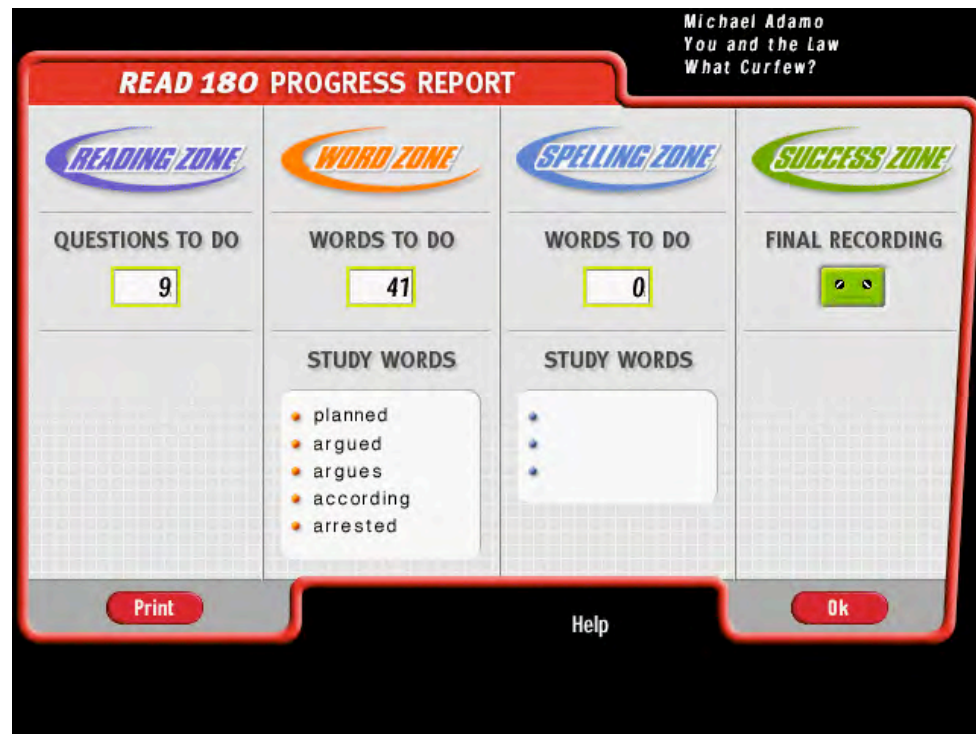 Michael Adamo
You and the Law
What Curfew?
READ 180 PROGRESS REPORT
READING ZONE
WORD ZONE
SPELLING ZONE
SUCCESS ZONE
QUESTIONS TO DO
WORDS TO DO
WORDS TO DO
FINAL RECORDING
9
41
0
STUDY WORDS
STUDY WORDS
planned
argued
argues
according
arrested
Print
Help
Ok